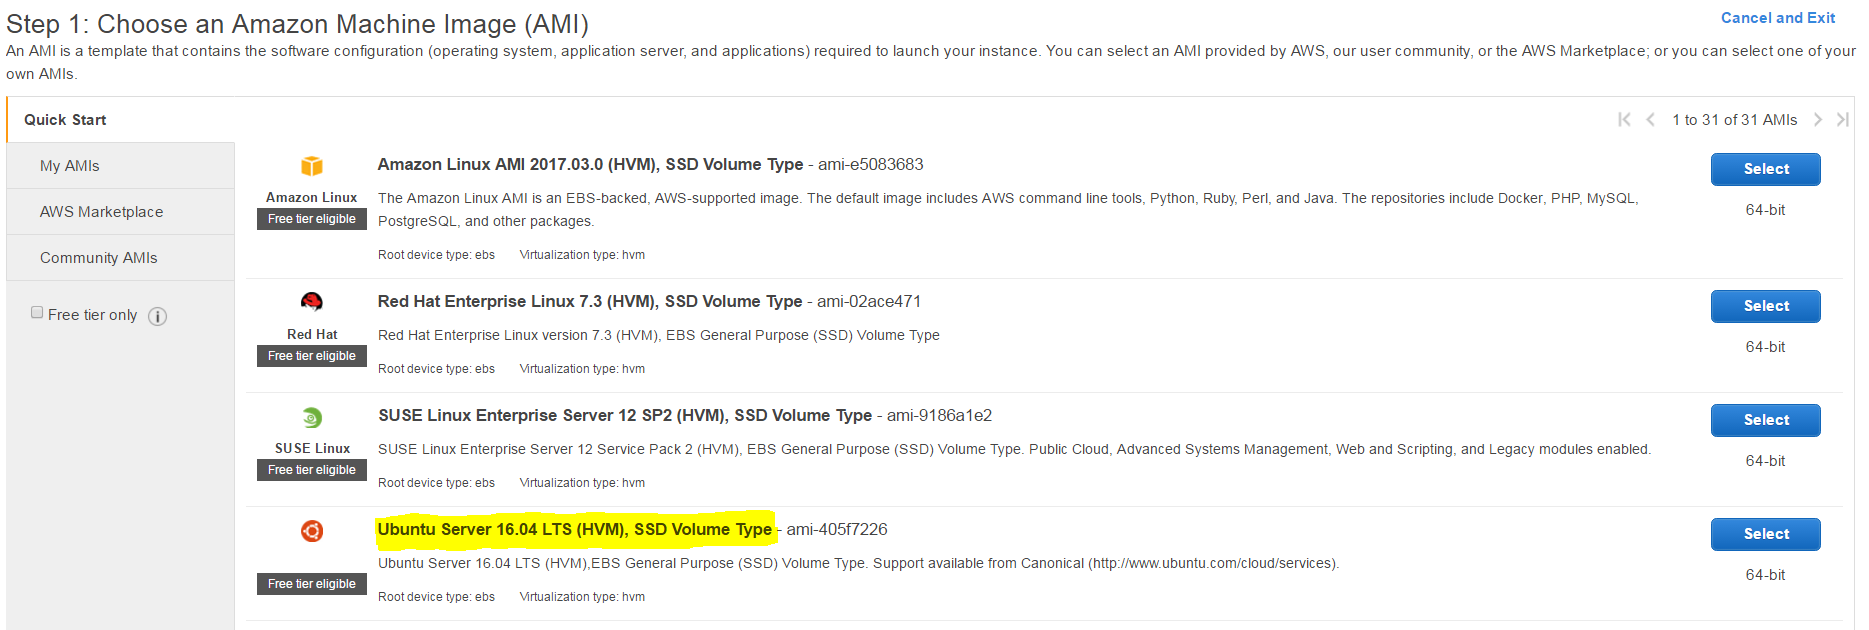 Step 1: Choose an Amazon Machine Image (AMI)
Cancel and Exit
An AMI is a template that contains the software configuration (operating system, application server, and applications) required to launch your instance. You can select an AMI provided by AWS, our user community, or the AWS Marketplace; or you can select one of your
own AMIs.
Quick Start
1 to 31 of 31 AMIs
My AMIs
AWS Marketplace
Community AMIs
Free tier only
i
Amazon Linux AMI 2017.03.0 (HVM), SSD Volume Type - ami-e5083683
Select
Amazon Linux
Free tier eligible
The Amazon Linux AMI is an EBS-backed, AWS-supported image. The default image includes AWS command line tools, Python, Ruby, Perl, and Java. The repositories include Docker, PHP, MySQL,
PostgreSQL, and other packages.
64-bit
Root device type: ebs Virtualization type: hvm
Red Hat Enterprise Linux 7.3 (HVM), SSD Volume Type - ami-02ace471
Select
Red Hat
Free tier eligible
Red Hat Enterprise Linux version 7.3 (HVM), EBS General Purpose (SSD) Volume Type
64-bit
Root device type: ebs Virtualization type: hvm
SUSE Linux Enterprise Server 12 SP2 (HVM), SSD Volume Type - ami-9186a1e2
Select
SUSE Linux
Free tier eligible
SUSE Linux Enterprise Server 12 Service Pack 2 (HVM), EBS General Purpose (SSD) Volume Type. Public Cloud, Advanced Systems Management, Web and Scripting, and Legacy modules enabled.
64-bit
Root device type: ebs Virtualization type: hvm
Ubuntu Server 16.04 LTS (HVM), SSD Volume Type - ami-405f7226
Select
Free tier eligible
Ubuntu Server 16.04 LTS (HVM),EBS General Purpose (SSD) Volume Type. Support available from Canonical (http://www.ubuntu.com/cloud/services).
64-bit
Root device type: ebs Virtualization type: hvm